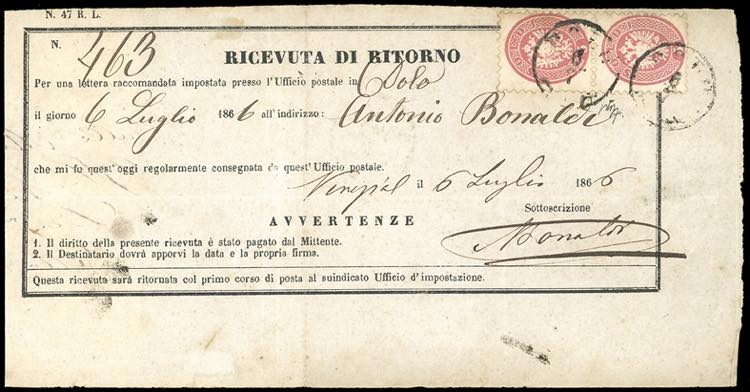 N. 47 R. L.
N. 463
RICEVUTA DI RITORNO
Per una lettera raccomandata impostata presso l'Ufficio postale in Dolo
il giorno 6 Luglio 1866 all'indirizzo: Antonio Bonaldi
che mi fu quest'oggi regolarmente consegnata da quest'Ufficio postale.
il 6 Luglio 1866
Sottoscrizione
AVVERTENZE
1. Il diritto della presente ricevuta è stato pagato dal Mittente.
2. Il Destinatario dovrà apporvi la data e la propria firma.
Questa ricevuta sarà ritornata col primo corso di posta al suindicato Ufficio d'impostazione.